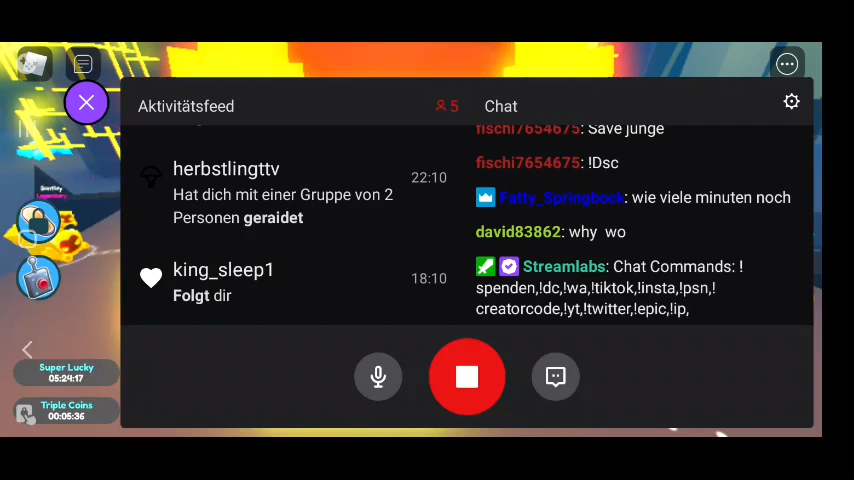 Aktivitätsfeed
5
Chat
herbstlingttv
Hat dich mit einer Gruppe von 2
Personen geraidet
22:10
king_sleep1
Folgt dir
18:10
fischi7654675: Save junge
fischi7654675: !Dsc
Fatty_Springbock: wie viele minuten noch
david83862: why wo
Streamlabs: Chat Commands: !
spenden,!dc,!wa,!tiktok,!insta,!psn,!
creatorcode,!yt,!twitter,!epic,!ip,
Brentley
Legendary
Super Lucky
05:24:17
Triple Coins
00:05:36